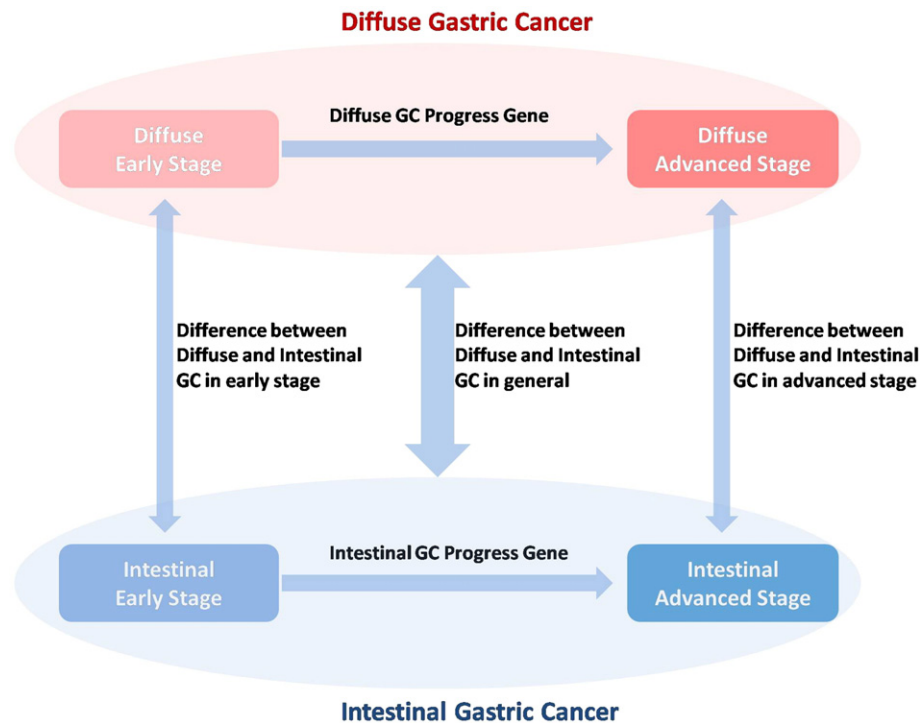 Diffuse Gastric Cancer
Diffuse GC Progress Gene
Diffuse
Early Stage
Diffuse
Advanced Stage
Difference between
Diffuse and Intestinal
GC in early stage
Difference between
Diffuse and Intestinal
GC in general
Difference between
Diffuse and Intestinal
GC in advanced stage
Intestinal GC Progress Gene
Intestinal
Early Stage
Intestinal
Advanced Stage
Intestinal Gastric Cancer